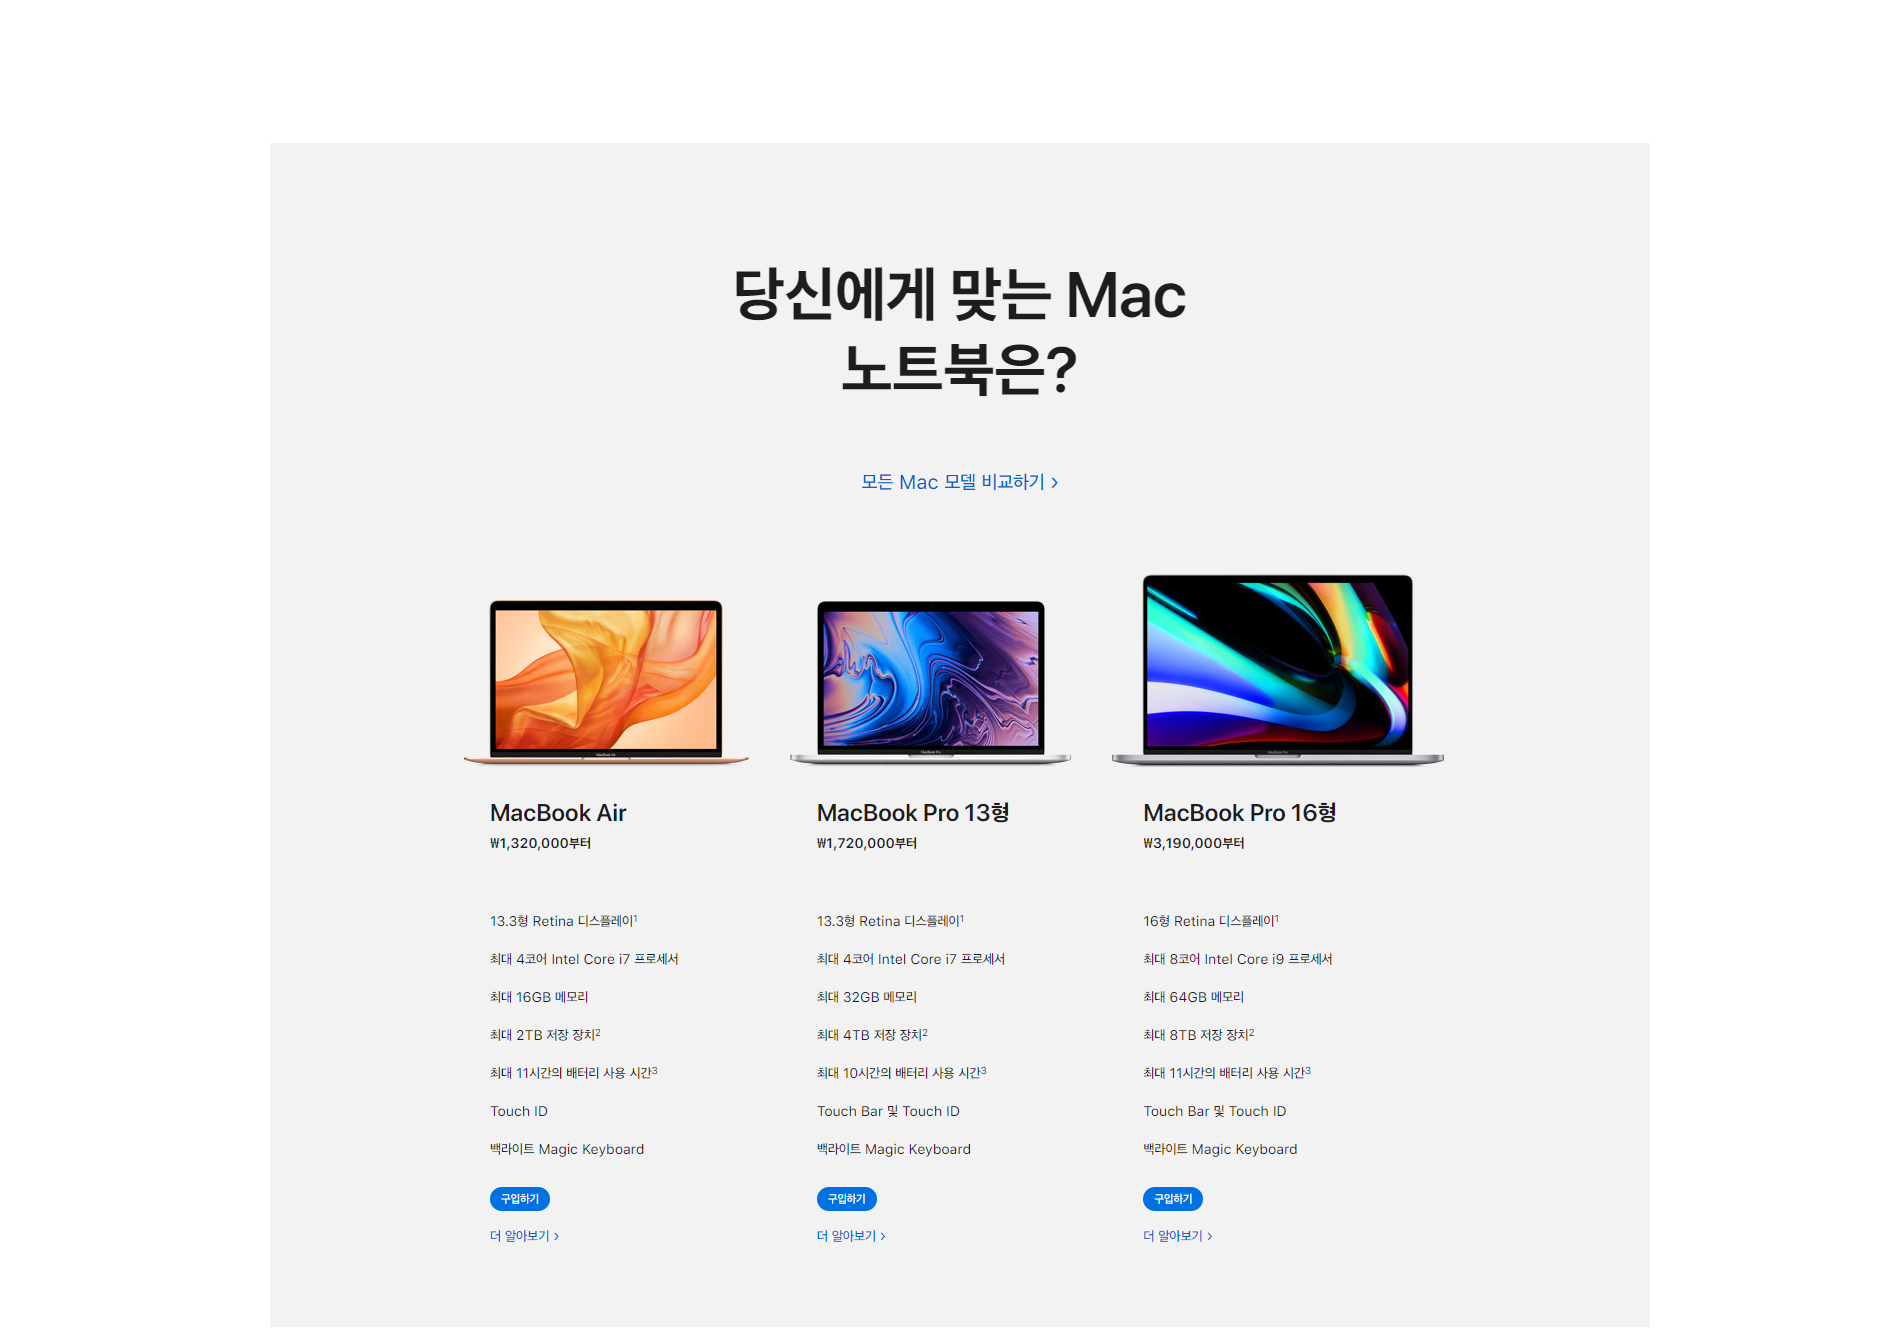 당신에게 맞는 Mac
노트북은?
모든 Mac 모델 비교하기 >
MacBook Air
₩1,320,000부터
13.3형 Retina 디스플레이1
최대 4코어 Intel Core i7 프로세서
최대 16GB 메모리
최대 2TB 저장 장치2
최대 11시간의 배터리 사용 시간3
Touch ID
백라이트 Magic Keyboard
구입하기
더 알아보기 >
MacBook Pro 13형
₩1,720,000부터
13.3형 Retina 디스플레이1
최대 4코어 Intel Core i7 프로세서
최대 32GB 메모리
최대 4TB 저장 장치2
최대 10시간의 배터리 사용 시간3
Touch Bar 및 Touch ID
백라이트 Magic Keyboard
구입하기
더 알아보기 >
MacBook Pro 16형
₩3,190,000부터
16형 Retina 디스플레이1
최대 8코어 Intel Core i9 프로세서
최대 64GB 메모리
최대 8TB 저장 장치2
최대 11시간의 배터리 사용 시간3
Touch Bar 및 Touch ID
백라이트 Magic Keyboard
구입하기
더 알아보기 >